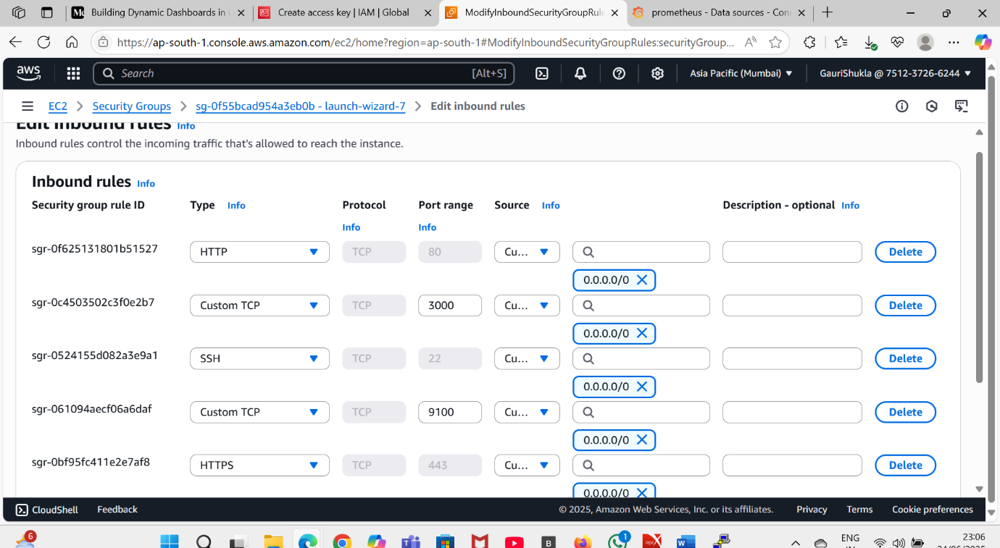 Building Dynamic Dashboards in
Create access key | IAM | Global
ModifyInboundSecurityGroupRule
prometheus - Data sources - Con
https://ap-south-1.console.aws.amazon.com/ec2/home?region=ap-south-1#ModifyInboundSecurityGroupRules:securityGroup...
aws
Search [Alt+S]
Asia Pacific (Mumbai)
GauriShukla @ 7512-3726-6244
EC2 > Security Groups > sg-0f55bcad954a3eb0b - launch-wizard-7 > Edit inbound rules
Edit inbound rules Info
Inbound rules control the incoming traffic that's allowed to reach the instance.
Inbound rules Info
Security group rule ID Type Info Protocol Port range Source Info Description - optional Info
Info Info
sgr-0f625131801b51527 HTTP TCP 80 Cu... Delete
0.0.0.0/0
sgr-0c4503502c3f0e2b7 Custom TCP TCP 3000 Cu... Delete
0.0.0.0/0
sgr-0524155d082a3e9a1 SSH TCP 22 Cu... Delete
0.0.0.0/0
sgr-061094aecf06a6daf Custom TCP TCP 9100 Cu... Delete
0.0.0.0/0
sgr-0bf95fc411e2e7af8 HTTPS TCP 443 Cu... Delete
0.0.0.0/0
CloudShell Feedback © 2025, Amazon Web Services, Inc. or its affiliates. Privacy Terms Cookie preferences
6
1
ENG
23:06